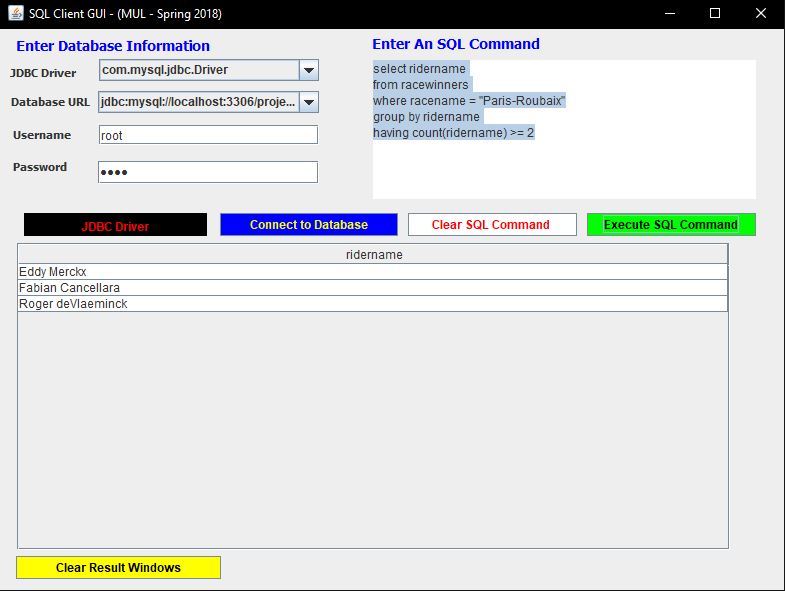 SQL Client GUI - (MUL - Spring 2018)
Enter Database Information
JDBC Driver
com.mysql.jdbc.Driver
Database URL
jdbc:mysql://localhost:3306/proje...
Username
root
Password
••••
Enter An SQL Command
select ridername
from racewinners
where racename = "Paris-Roubaix"
group by ridername
having count(ridername) >= 2
JDBC Driver
Connect to Database
Clear SQL Command
Execute SQL Command
ridername
Eddy Merckx
Fabian Cancellara
Roger deVlaeminck
Clear Result Windows